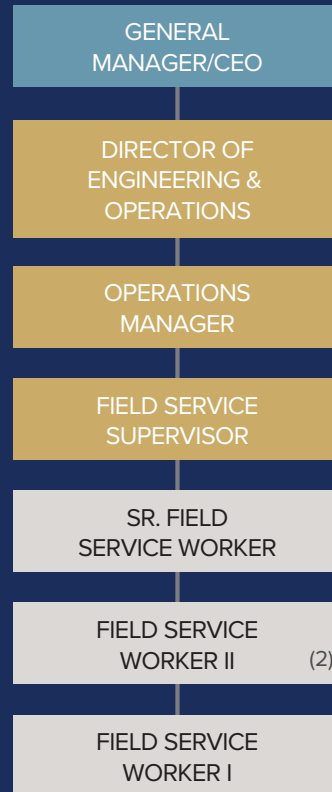 GENERAL
MANAGER/CEO
DIRECTOR OF
ENGINEERING &
OPERATIONS
OPERATIONS
MANAGER
FIELD SERVICE
SUPERVISOR
SR. FIELD
SERVICE WORKER
FIELD SERVICE
WORKER II (2)
FIELD SERVICE
WORKER I